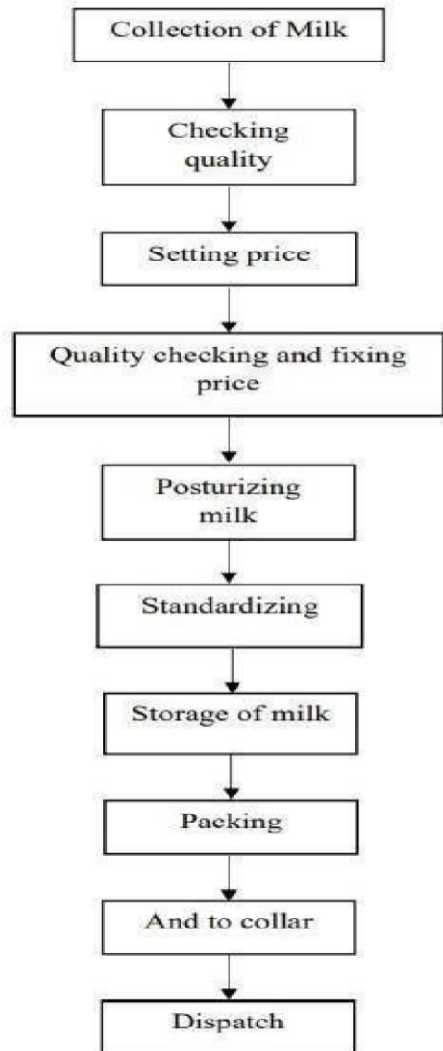 Collection of Milk
Checking
quality
Setting price
Quality checking and fixing
price
Posturizing
milk
Standardizing
Storage of milk
Packing
And to collar
Dispatch